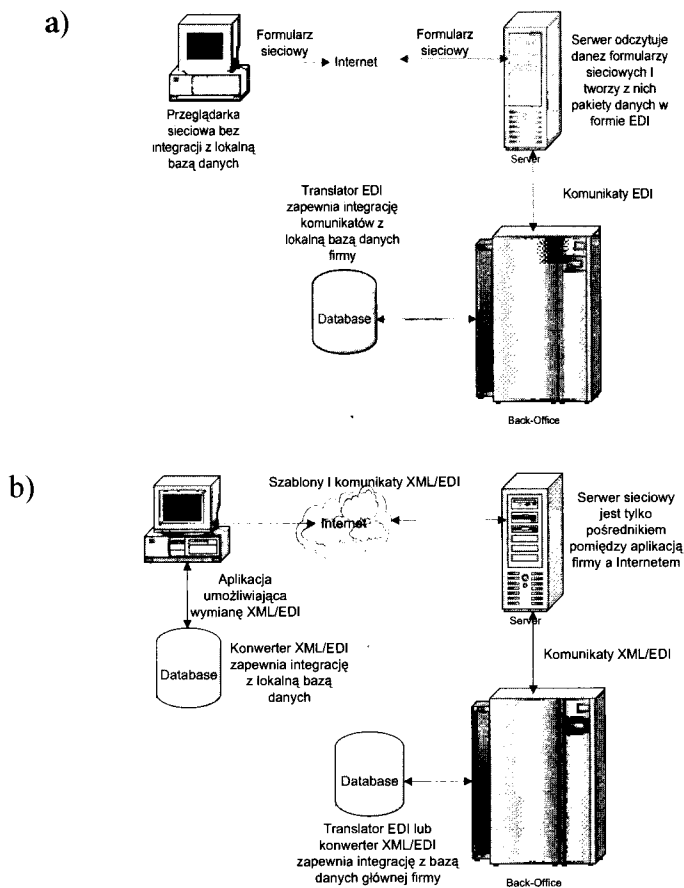 a)
Formularz
sieciowy
Internet
Formularz
sieciowy
Serwer odczytuje
danez formularzy
sieciowych I
tworzy z nich
pakiety danych w
formie EDI
Przeglądarka
sieciowa bez
integracji z lokalną
bazą danych
Server
Komunikaty EDI
Translator EDI
zapewnia integrację
komunikatów z
lokalną bazą danych
firmy
Database
Back-Office
b)
Szablony I komunikaty XML/EDI
Internet
Serwer sieciowy
jest tylko
pośrednikiem
pomiędzy aplikacją
firmy a Internetem
Aplikacja
umożliwiająca
wymianę XML/EDI
Server
Komunikaty XML/EDI
Database
Konwerter XML/EDI
zapewnia integrację
z lokalną bazą
danych
Database
Translator EDI lub
konwerter XML/EDI
zapewnia integrację z bazą
danych głównej firmy
Back-Office